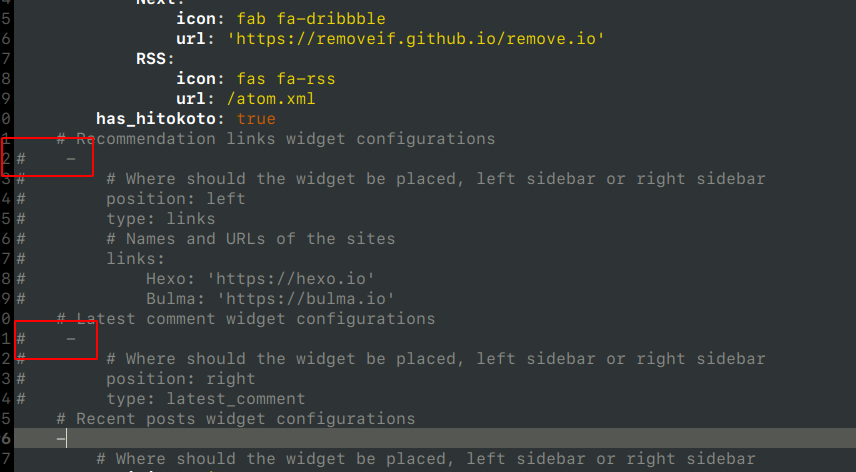 Next:
5 icon: fab fa-dribbble
6 url: 'https://removeif.github.io/remove.io'
7 RSS:
8 icon: fas fa-rss
9 url: /atom.xml
0 has_hitokoto: true
1 # Recommendation links widget configurations
2 # -
3 # # Where should the widget be placed, left sidebar or right sidebar
4 # position: left
5 # type: links
6 # # Names and URLs of the sites
7 # links:
8 # Hexo: 'https://hexo.io'
9 # Bulma: 'https://bulma.io'
0 # Latest comment widget configurations
1 # -
2 # # Where should the widget be placed, left sidebar or right sidebar
3 # position: right
4 # type: latest_comment
5 # Recent posts widget configurations
6 -
7 # Where should the widget be placed, left sidebar or right sidebar